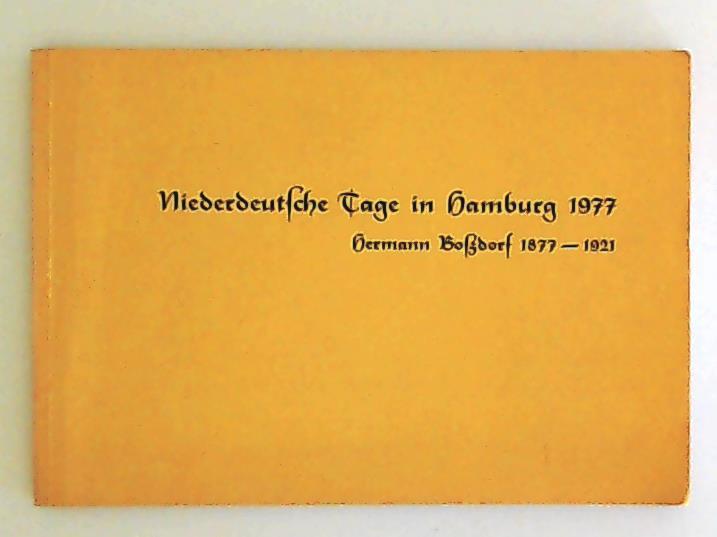 Niederdeutsche Tage in Hamburg 1977
Hermann Boßdorf 1877 — 1921